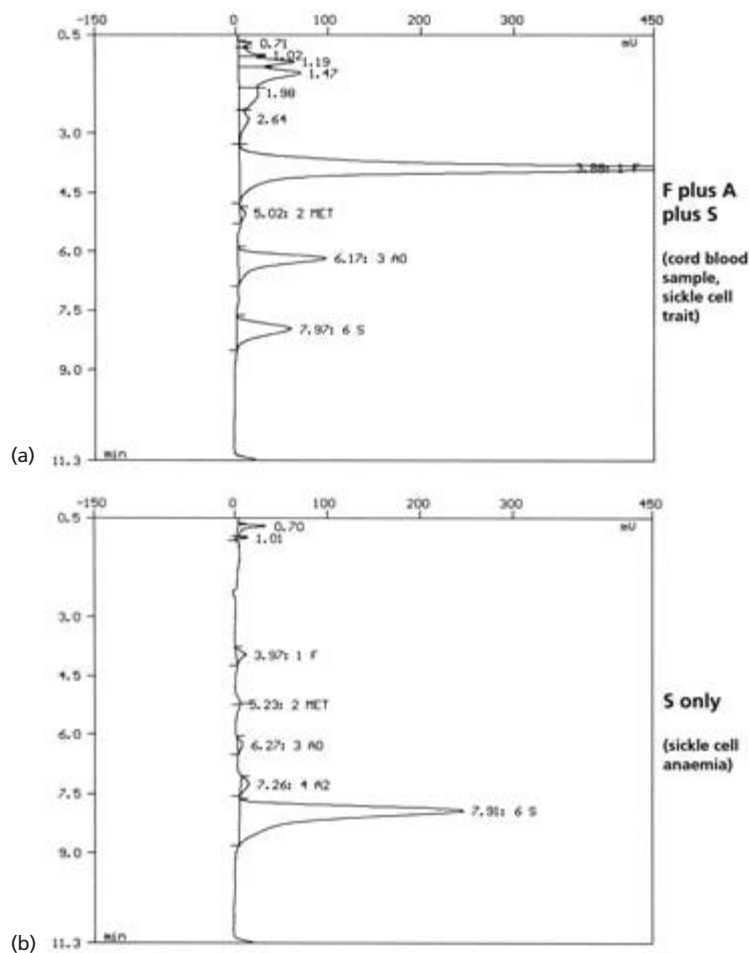 -150 0 100 300 450
0.5
mV
0.71
1.02
1.19
1.47
1.98
2.64
3.0
3.88: 1 F
4.5
5.02: 2 MET
6.0
6.17: 3 A0
7.5
7.97: 6 S
9.0
min
11.3
(a)
F plus A
plus S
(cord blood
sample,
sickle cell
trait)
-150 0 100 300 450
0.5
mV
0.70
1.01
3.0
3.97: 1 F
4.5
5.23: 2 MET
6.0
6.27: 3 A0
7.26: 4 A2
7.5
7.91: 6 S
9.0
min
11.3
(b)
S only
(sickle cell
anaemia)